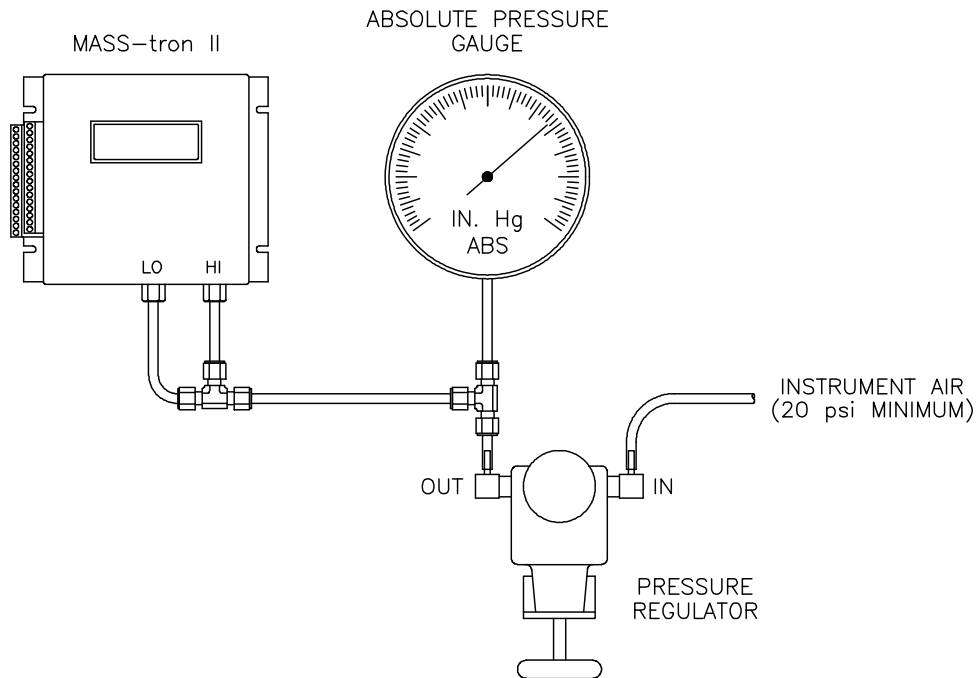 ABSOLUTE PRESSURE
GAUGE
MASS-tron II
IN. Hg
ABS
LO
HI
INSTRUMENT AIR
(20 psi MINIMUM)
OUT
IN
PRESSURE
REGULATOR